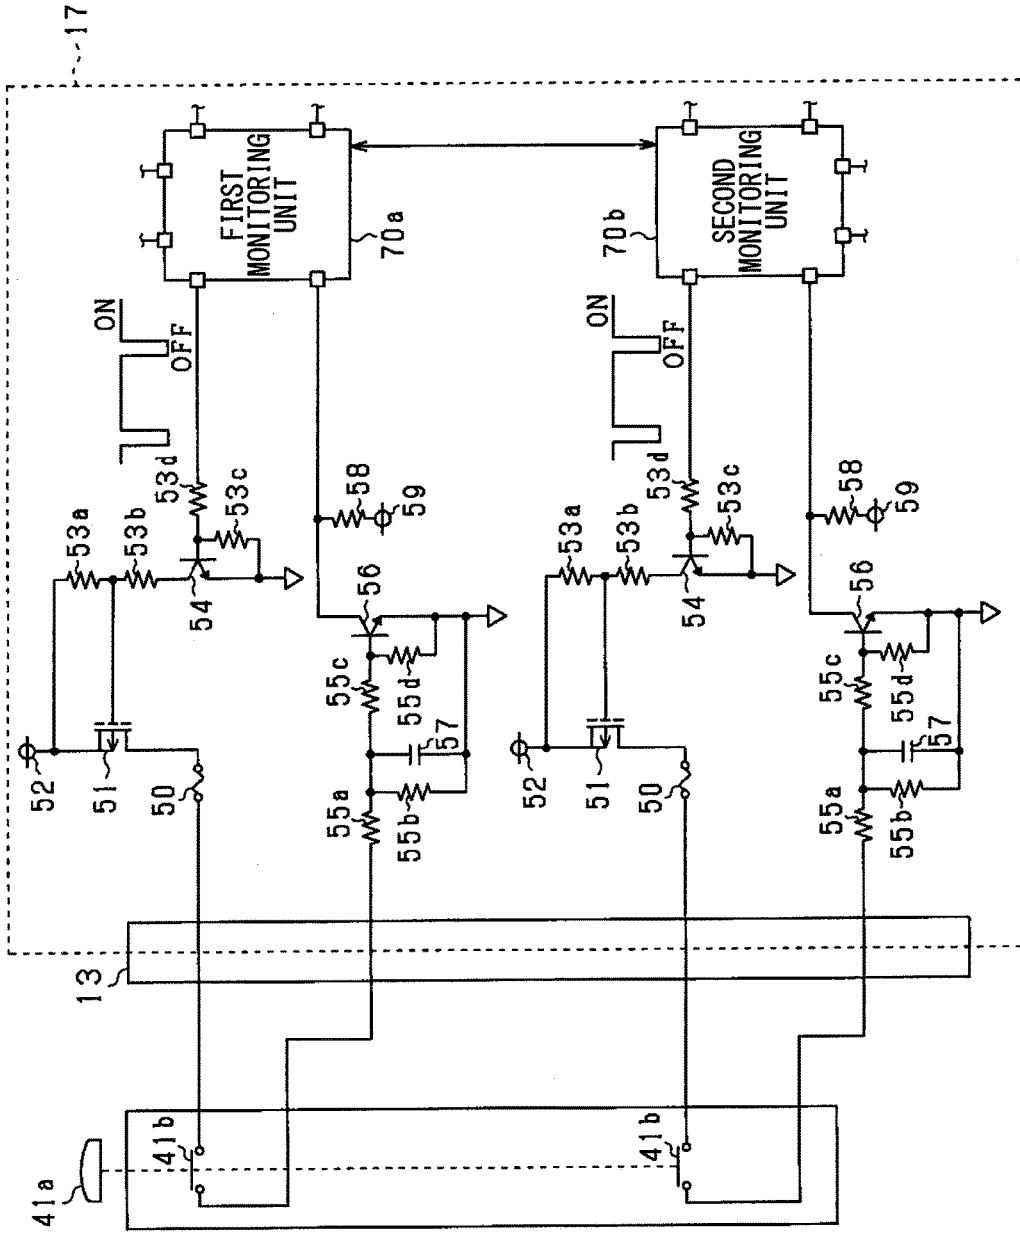 17
FIRST
MONITORING
UNIT
70a
SECOND
MONITORING
UNIT
70b
ON
OFF
53d
53c
53a
53b
54
58
59
52
51
50
56
55c
55d
57
55a
55b
ON
OFF
53d
53c
53a
53b
54
58
59
52
51
50
56
55c
55d
57
55a
55b
13
41a
41b
41b